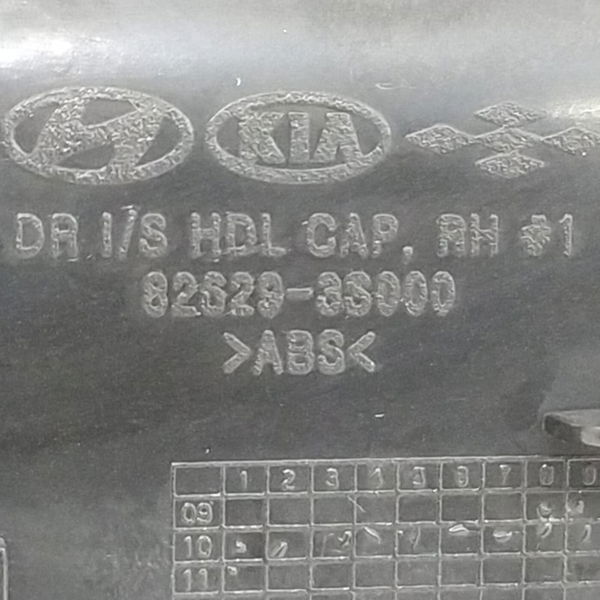 KIA
DR I/S HDL CAP, RH #1
82629-3S000
>ABS<
1 2 3 4 5 6 7 8 9
09
10
11